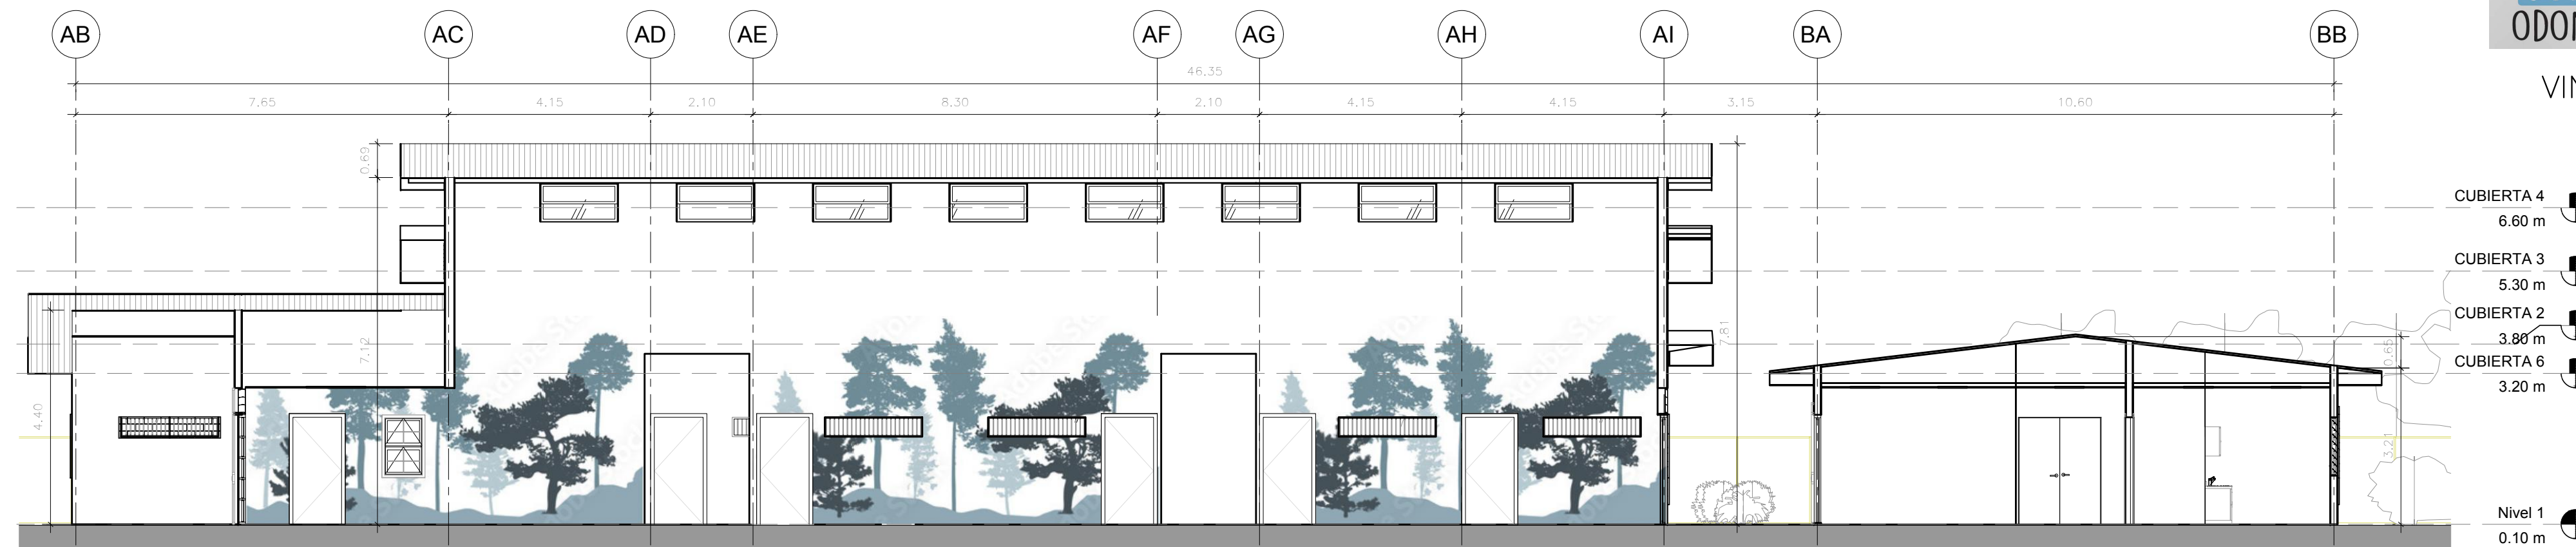 AB AC AD AE AF AG AH AI BA BB
46.35
7.65 4.15 2.10 8.30 2.10 4.15 4.15 3.15 10.60
0.69
7.12
4.40
7.81
0.65
3.21
CUBIERTA 4
6.60 m
CUBIERTA 3
5.30 m
CUBIERTA 2
3.80 m
CUBIERTA 6
3.20 m
Nivel 1
0.10 m